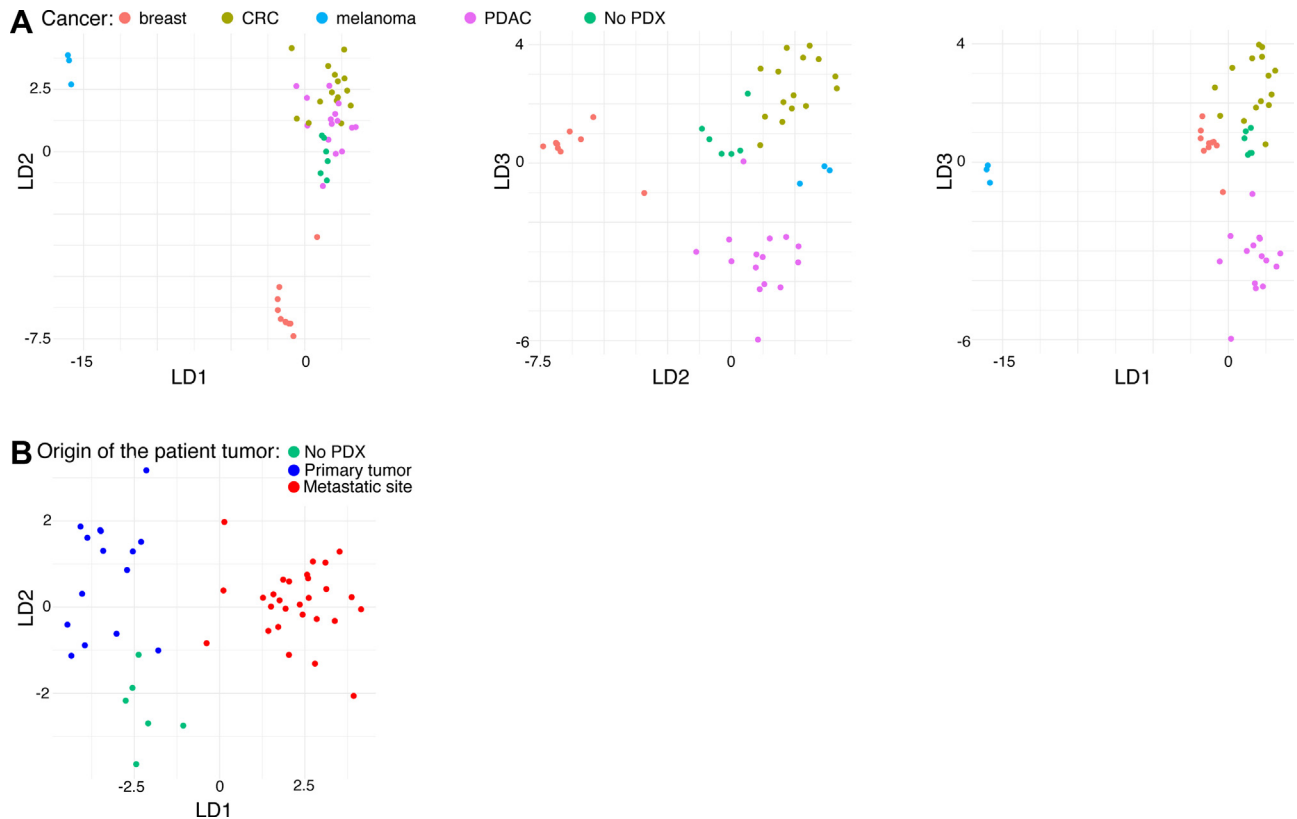 A Cancer: breast CRC melanoma PDAC No PDX
2.5
0
-7.5
LD2
-15 0
LD1
4
0
-6
LD3
-7.5 0
LD2
4
0
-6
LD3
-15 0
LD1
B Origin of the patient tumor: No PDX
Primary tumor
Metastatic site
2
0
-2
LD2
-2.5 0 2.5
LD1